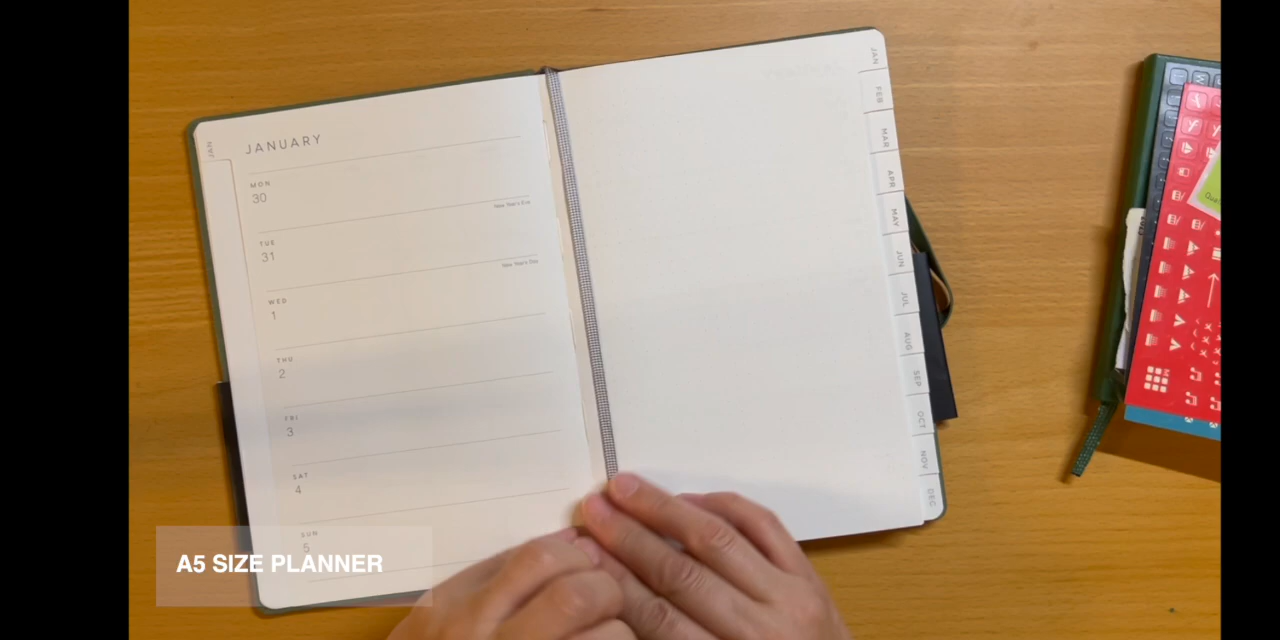 JAN
JANUARY
MON
30
New Year's Eve
TUE
31
New Year's Day
WED
1
THU
2
FRI
3
SAT
4
SUN
5
JAN
FEB
MAR
APR
MAY
JUN
JUL
AUG
SEP
OCT
NOV
DEC
A5 SIZE PLANNER